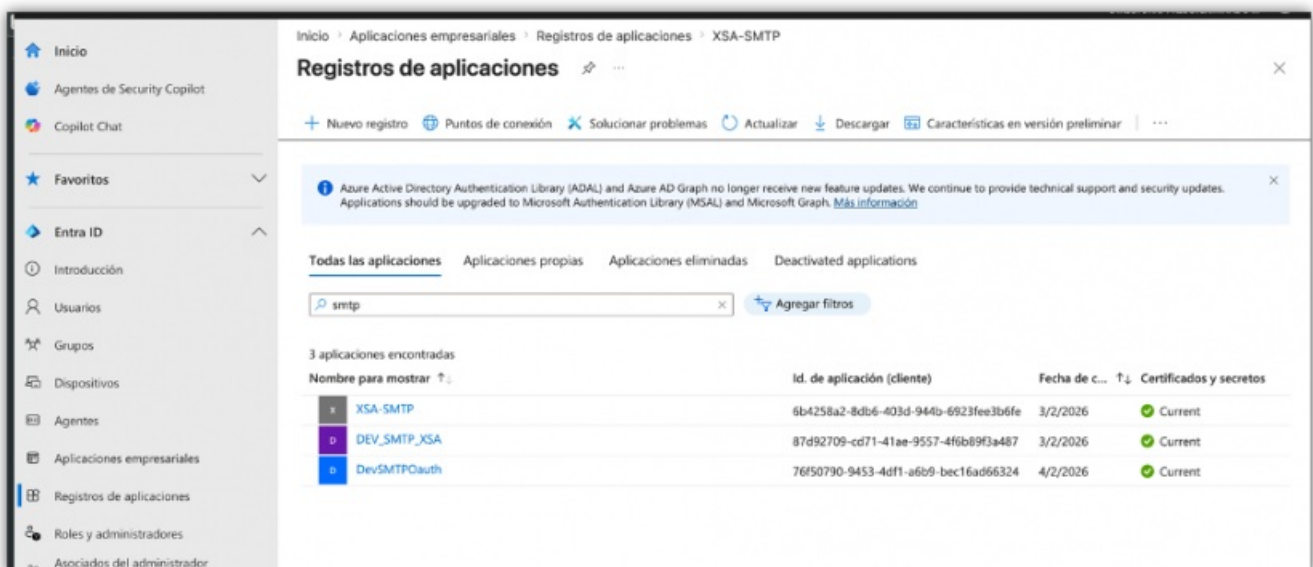 Inicio
Agentes de Security Copilot
Copilot Chat
Favoritos
Entra ID
Introducción
Usuarios
Grupos
Dispositivos
Agentes
Aplicaciones empresariales
Registros de aplicaciones
Roles y administradores
Asociados del administrador
Inicio > Aplicaciones empresariales > Registros de aplicaciones > XSA-SMTP
Registros de aplicaciones
Nuevo registro Puntos de conexión Solucionar problemas Actualizar Descargar Características en versión preliminar
Azure Active Directory Authentication Library (ADAL) and Azure AD Graph no longer receive new feature updates. We continue to provide technical support and security updates.
Applications should be upgraded to Microsoft Authentication Library (MSAL) and Microsoft Graph. Más información
Todas las aplicaciones Aplicaciones propias Aplicaciones eliminadas Deactivated applications
smtp Agregar filtros
3 aplicaciones encontradas
Nombre para mostrar Id. de aplicación (cliente) Fecha de c... Certificados y secretos
X XSA-SMTP 6b4258a2-8db6-403d-944b-6923fee3b6fe 3/2/2026 Current
D DEV_SMTP_XSA 87d92709-cd71-41ae-9557-4f6b89f3a487 3/2/2026 Current
D DevSMTPOauth 76f50790-9453-4df1-a6b9-bec16ad66324 4/2/2026 Current